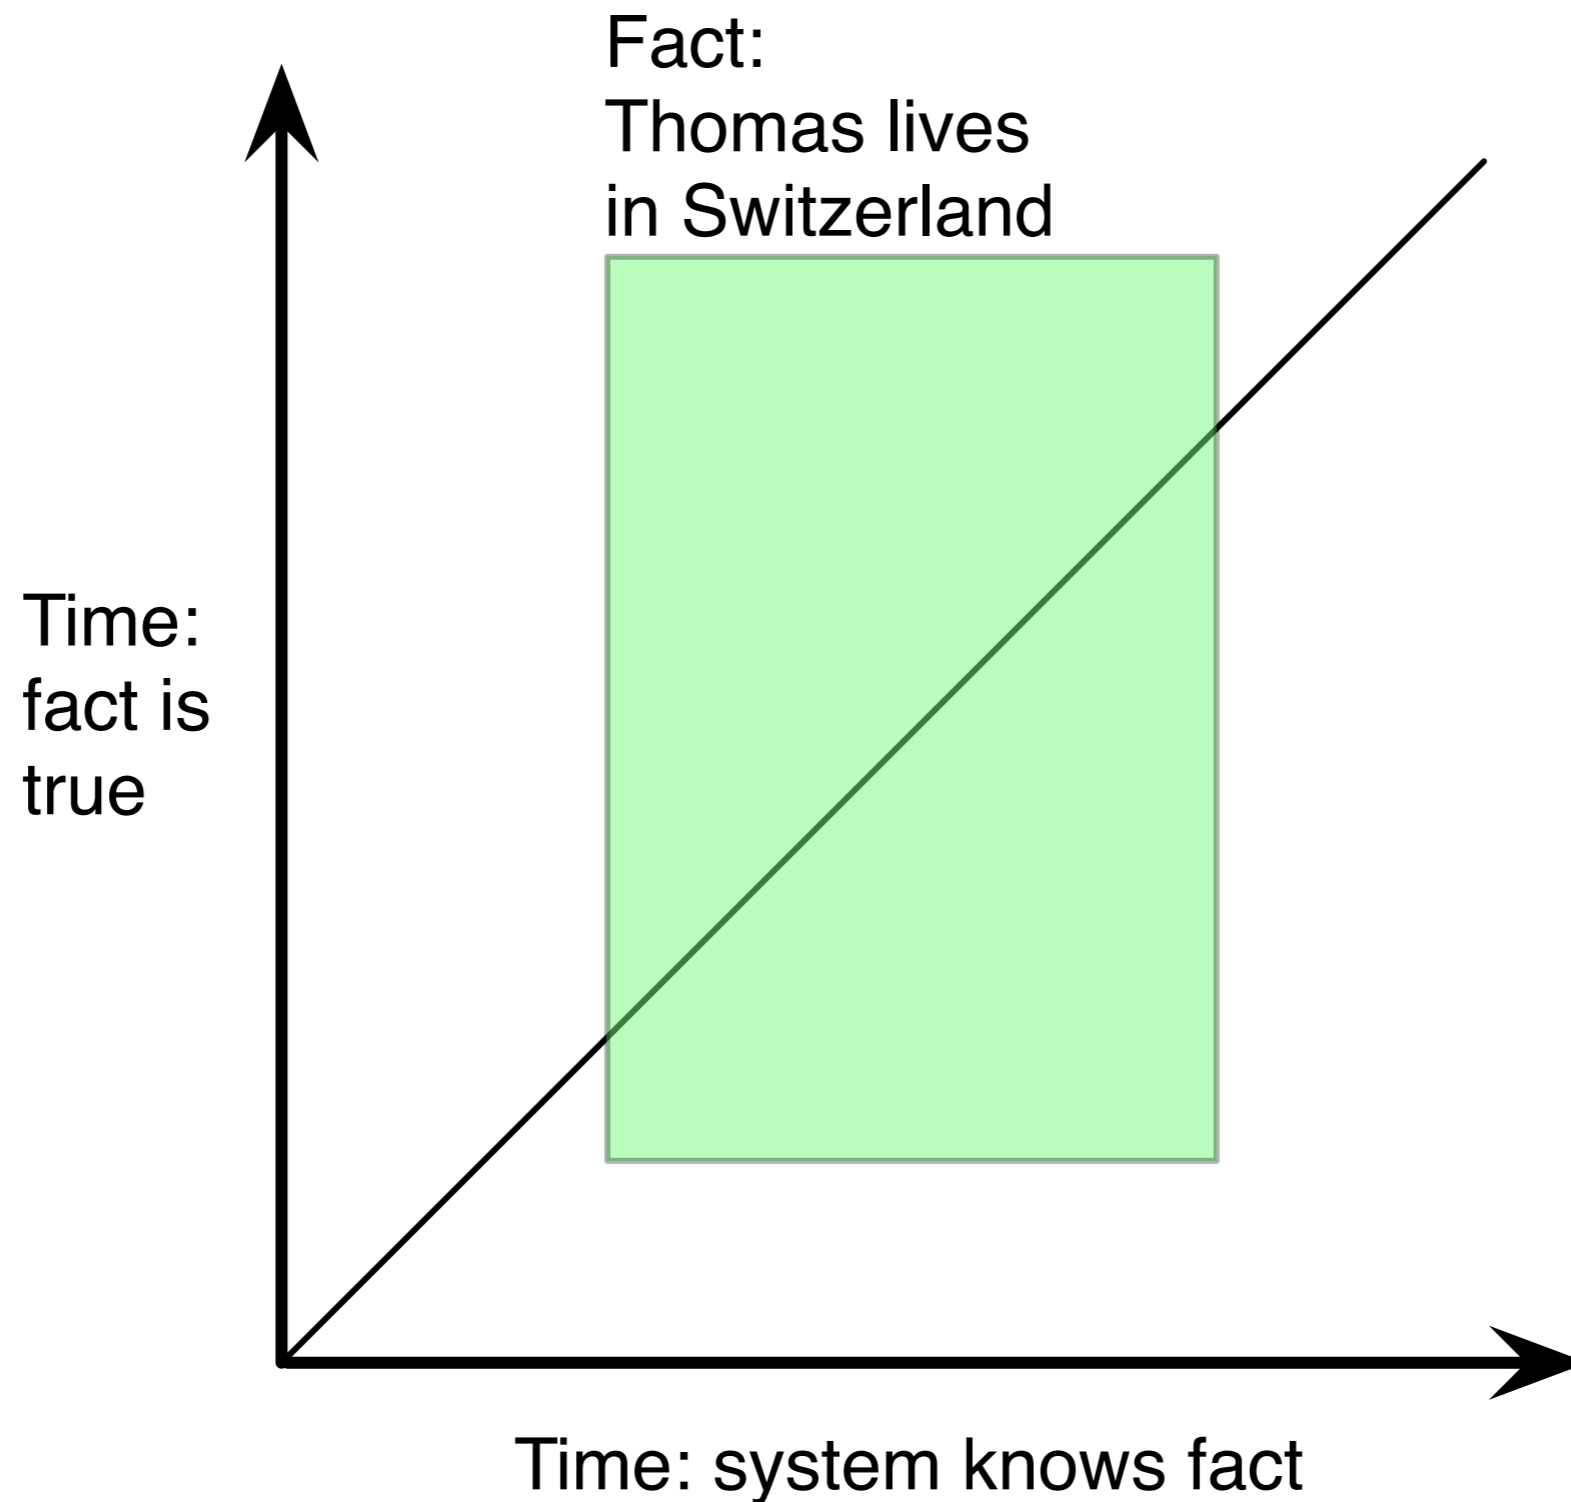 Fact:
Thomas lives
in Switzerland
Time:
fact is
true
Time: system knows fact